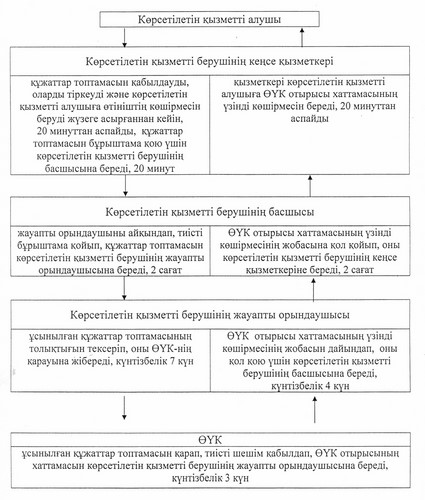 Көрсетілетін қызметті алушы
Көрсетілетін қызметті берушінің кеңсе қызметкері
құжаттар топтамасын қабылдауды,
оларды тіркеуді және көрсетілетін
қызметті алушыға өтініштің көшірмесін
беруді жүзеге асырғаннан кейін,
20 минуттан аспайды, құжаттар
топтамасын бұрыштама қою үшін
көрсетілетін қызметті берушінің
басшысына береді, 20 минут
қызметкері көрсетілетін қызметті
алушыға ӨҮК отырысы хаттамасының
үзінді көшірмесін береді, 20 минуттан
аспайды
Көрсетілетін қызметті берушінің басшысы
жауапты орындаушыны айқындап, тиісті
бұрыштама қойып, құжаттар топтамасын
көрсетілетін қызметті берушінің жауапты
орындаушысына береді, 2 сағат
ӨҮК отырысы хаттамасының үзінді
көшірмесінің жобасына қол қойып, оны
көрсетілетін қызметті берушінің кеңсе
қызметкеріне береді, 2 сағат
Көрсетілетін қызметті берушінің жауапты орындаушысы
ұсынылған құжаттар топтамасының
толықтығын тексеріп, оны ӨҮК-нің
қарауына жібереді, күнтізбелік 7 күн
ӨҮК отырысы хаттамасының үзінді
көшірмесінің жобасын дайындап, оны
қол қою үшін көрсетілетін қызметті
берушінің басшысына береді,
күнтізбелік 4 күн
ӨҮК
ұсынылған құжаттар топтамасын қарап, тиісті шешім қабылдап, ӨҮК отырысының
хаттамасын көрсетілетін қызметті берушінің жауапты орындаушысына береді,
күнтізбелік 3 күн